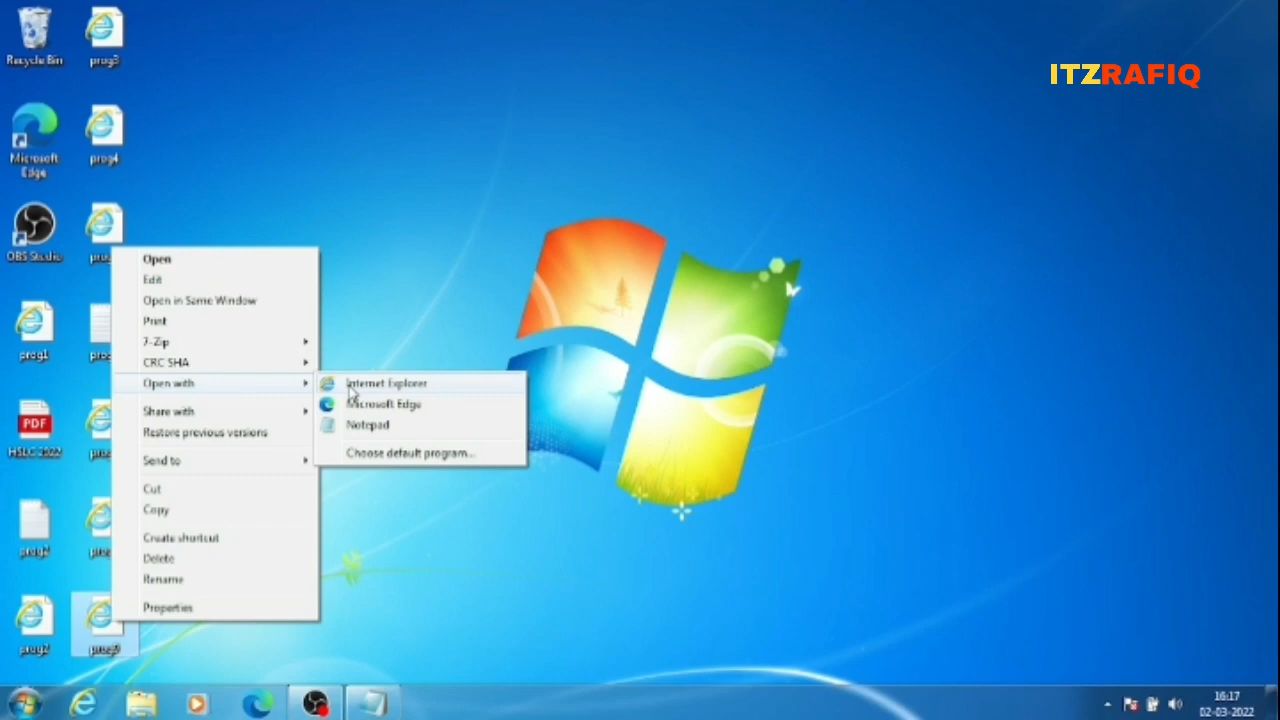 Recycle Bin
prog3
ITZRAFIQ
Microsoft
Edge
prog4
OBS Studio
prog1
HSLC 2022
PDF
prog2
prog2
prog9
Open
Edit
Open in Same Window
Print
7-Zip
CRC SHA
Open with
Share with
Restore previous versions
Send to
Cut
Copy
Create shortcut
Delete
Rename
Properties
Internet Explorer
Microsoft Edge
Notepad
Choose default program...
16:17
02-03-2022